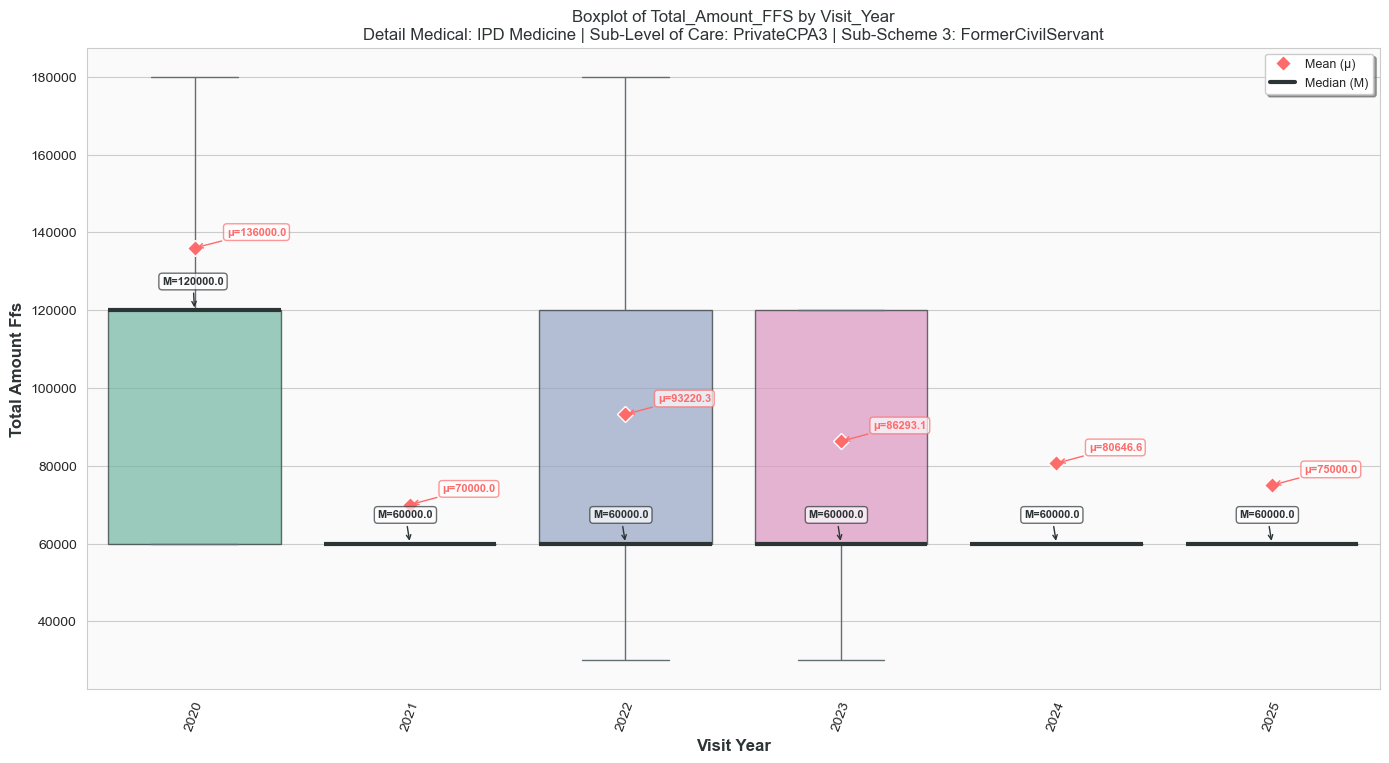 Boxplot of Total_Amount_FFS by Visit_Year
Detail Medical: IPD Medicine | Sub-Level of Care: PrivateCPA3 | Sub-Scheme 3: FormerCivilServant
Mean (μ)
Median (M)
Total Amount Ffs
180000
160000
140000
120000
100000
80000
60000
40000
μ=136000.0
M=120000.0
μ=70000.0
M=60000.0
μ=93220.3
M=60000.0
μ=86293.1
M=60000.0
μ=80646.6
M=60000.0
μ=75000.0
M=60000.0
2020
2021
2022
2023
2024
2025
Visit Year